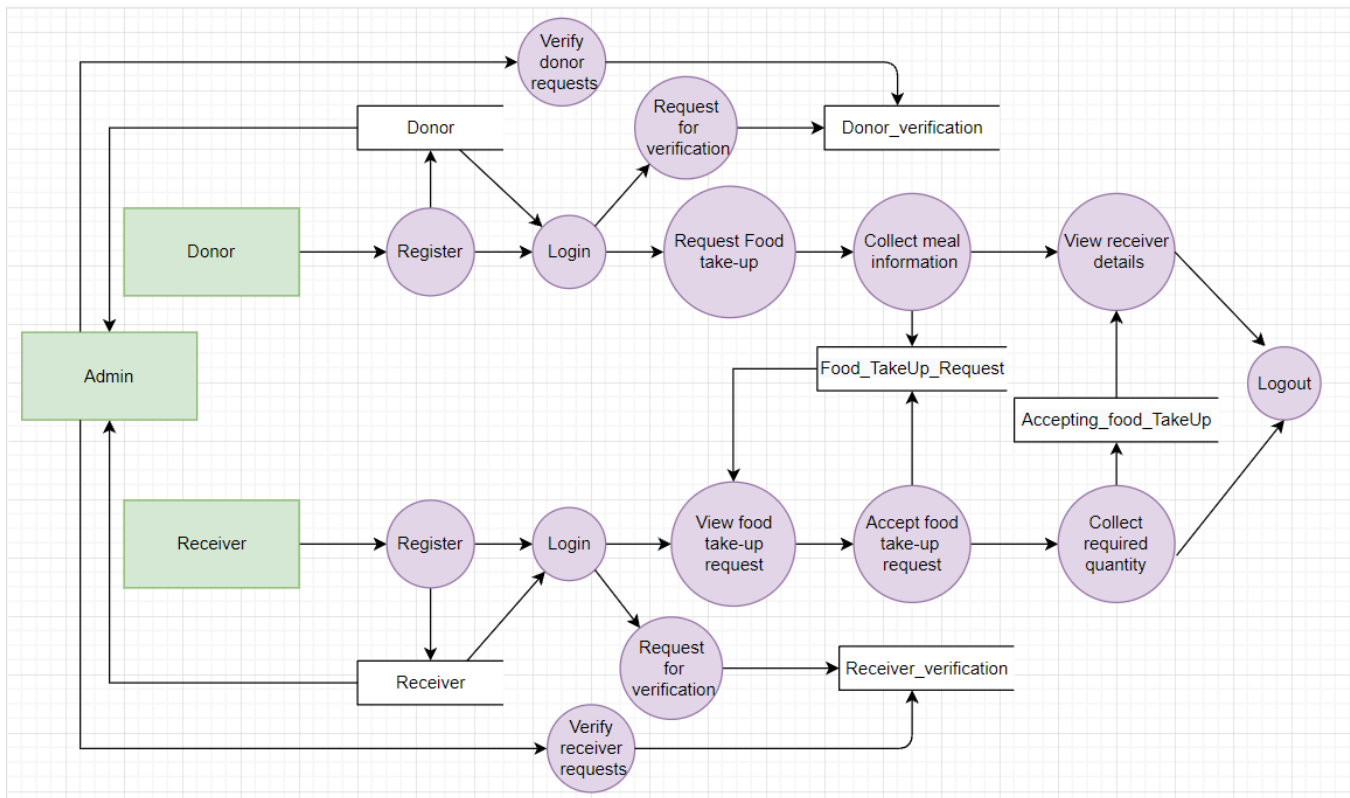 Verify
donor
requests
Donor
Request
for
verification
Donor_verification
Donor
Register
Login
Request Food
take-up
Collect meal
information
View receiver
details
Admin
Food_TakeUp_Request
Logout
Accepting_food_TakeUp
Receiver
Register
Login
View food
take-up
request
Accept food
take-up
request
Collect
required
quantity
Request
for
verification
Receiver_verification
Receiver
Verify
receiver
requests